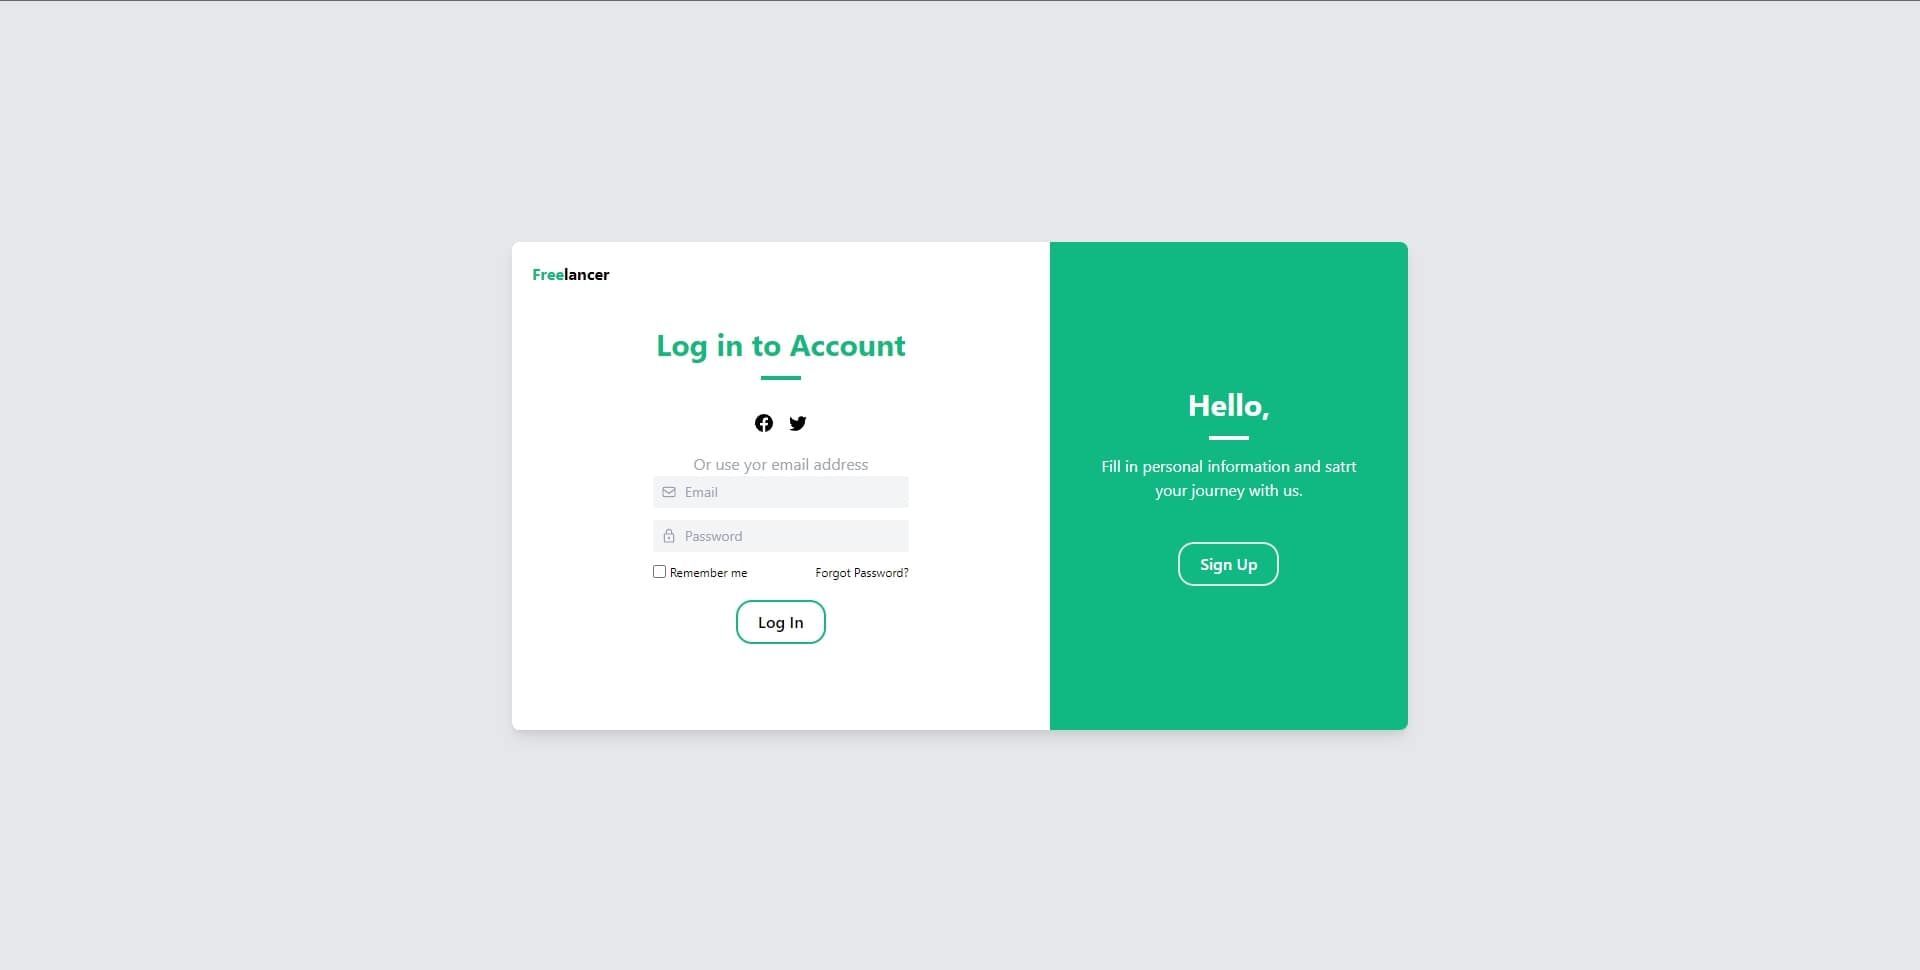 Freelancer
Log in to Account
Or use yor email address
Email
Password
Remember me
Forgot Password?
Log In
Hello,
Fill in personal information and satrt
your journey with us.
Sign Up